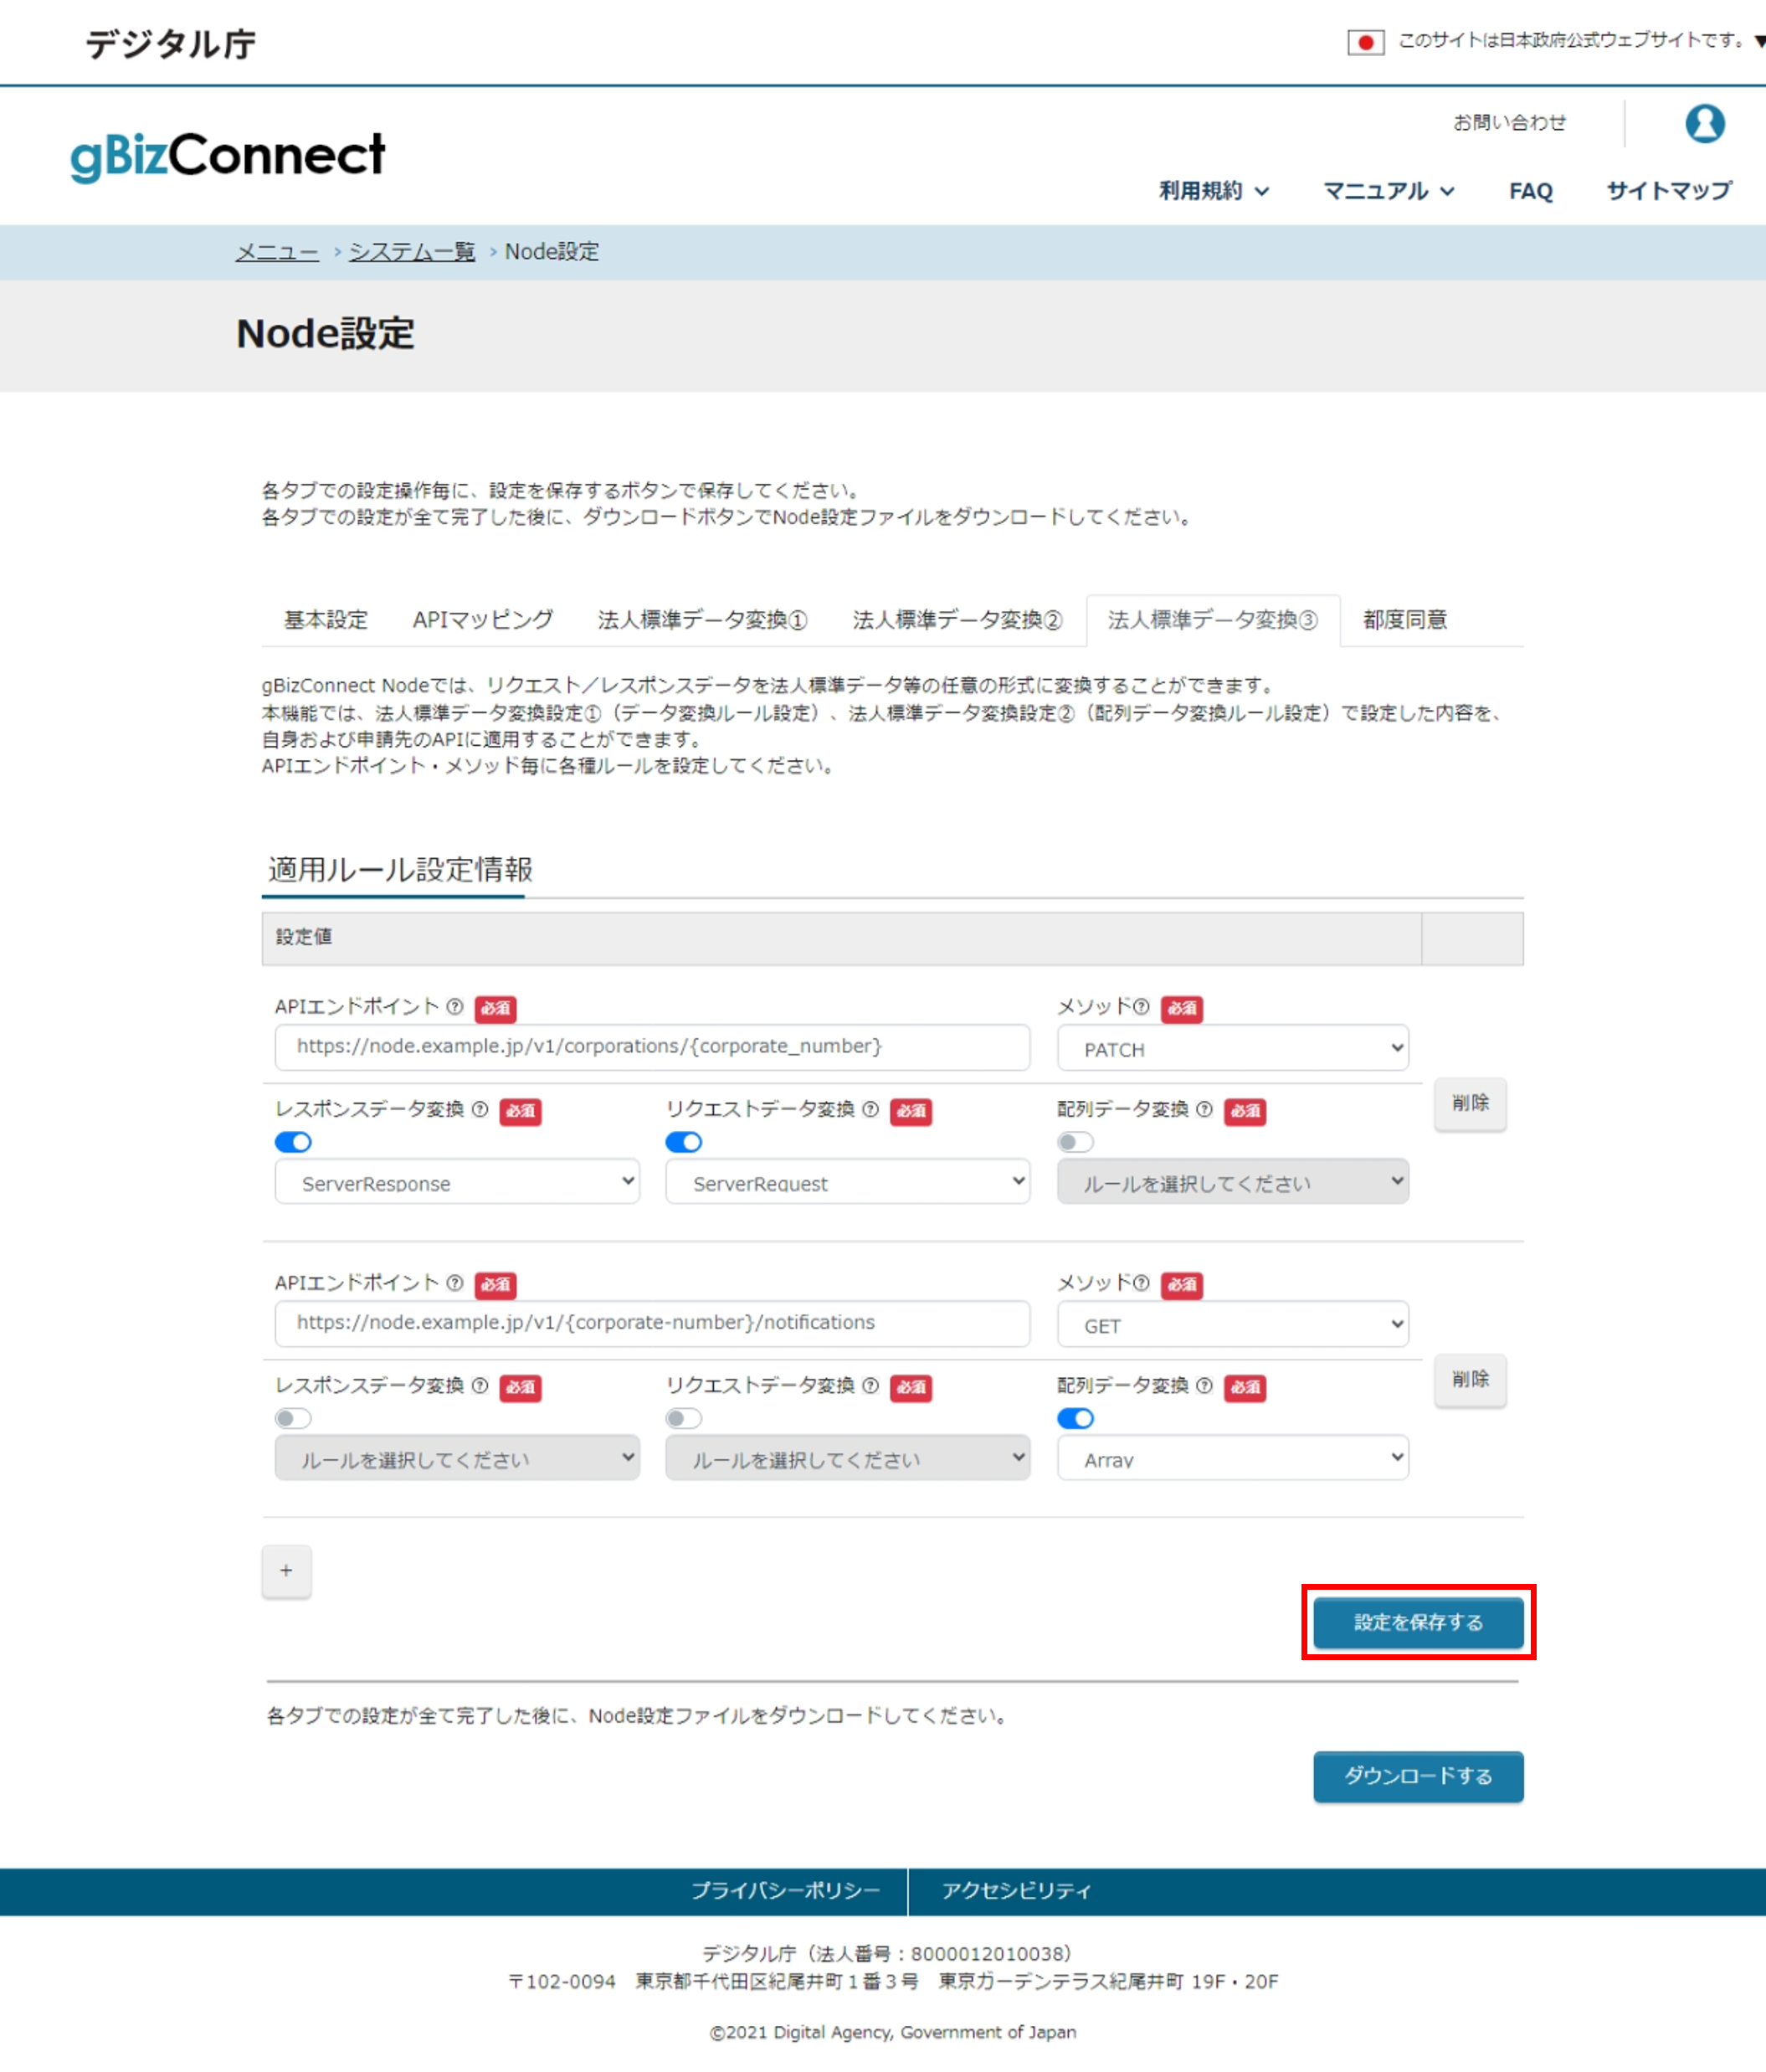 デジタル庁
このサイトは日本政府公式ウェブサイトです。▼
お問い合わせ
gBizConnect
利用規約 マニュアル FAQ サイトマップ
メニュー › システム一覧 › Node設定
Node設定
各タブでの設定操作毎に、設定を保存するボタンで保存してください。
各タブでの設定が全て完了した後に、ダウンロードボタンでNode設定ファイルをダウンロードしてください。
基本設定 APIマッピング 法人標準データ変換① 法人標準データ変換② 法人標準データ変換③ 都度同意
gBizConnect Nodeでは、リクエスト／レスポンスデータを法人標準データ等の任意の形式に変換することができます。
本機能では、法人標準データ変換設定①（データ変換ルール設定）、法人標準データ変換設定②（配列データ変換ルール設定）で設定した内容を、
自身および申請先のAPIに適用することができます。
APIエンドポイント・メソッド毎に各種ルールを設定してください。
適用ルール設定情報
設定値
APIエンドポイント ? 必須 メソッド? 必須
https://node.example.jp/v1/corporations/{corporate_number} PATCH
レスポンスデータ変換 ? 必須 リクエストデータ変換 ? 必須 配列データ変換 ? 必須 削除
ServerResponse ServerRequest ルールを選択してください
APIエンドポイント ? 必須 メソッド? 必須
https://node.example.jp/v1/{corporate-number}/notifications GET
レスポンスデータ変換 ? 必須 リクエストデータ変換 ? 必須 配列データ変換 ? 必須 削除
ルールを選択してください ルールを選択してください Array
+
設定を保存する
各タブでの設定が全て完了した後に、Node設定ファイルをダウンロードしてください。
ダウンロードする
プライバシーポリシー アクセシビリティ
デジタル庁（法人番号：8000012010038）
〒102-0094 東京都千代田区紀尾井町１番３号 東京ガーデンテラス紀尾井町 19F・20F
©2021 Digital Agency, Government of Japan